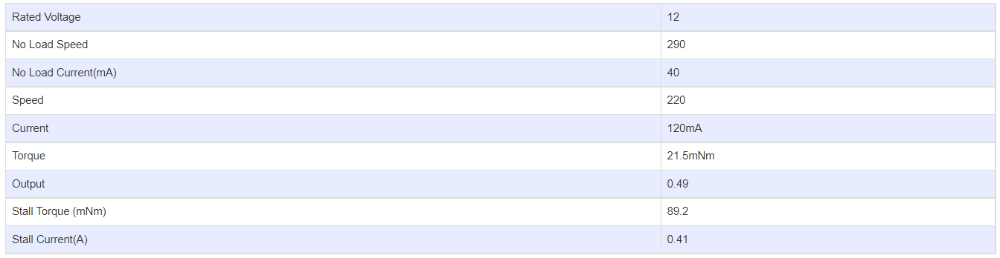 Rated Voltage 12
No Load Speed 290
No Load Current(mA) 40
Speed 220
Current 120mA
Torque 21.5mNm
Output 0.49
Stall Torque (mNm) 89.2
Stall Current(A) 0.41